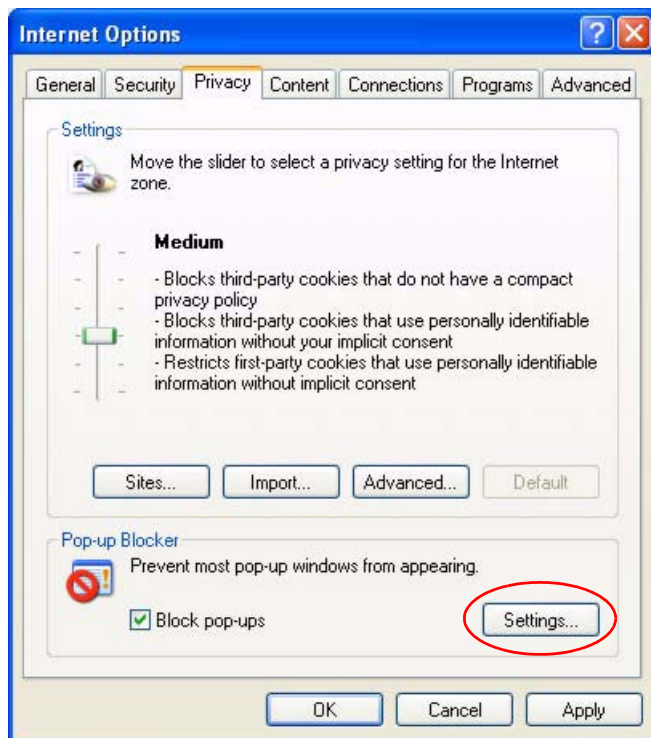 Internet Options
General Security Privacy Content Connections Programs Advanced
Settings
Move the slider to select a privacy setting for the Internet
zone.
Medium
- Blocks third-party cookies that do not have a compact
privacy policy
- Blocks third-party cookies that use personally identifiable
information without your implicit consent
- Restricts first-party cookies that use personally identifiable
information without implicit consent
Sites... Import... Advanced... Default
Pop-up Blocker
Prevent most pop-up windows from appearing.
Block pop-ups Settings...
OK Cancel Apply